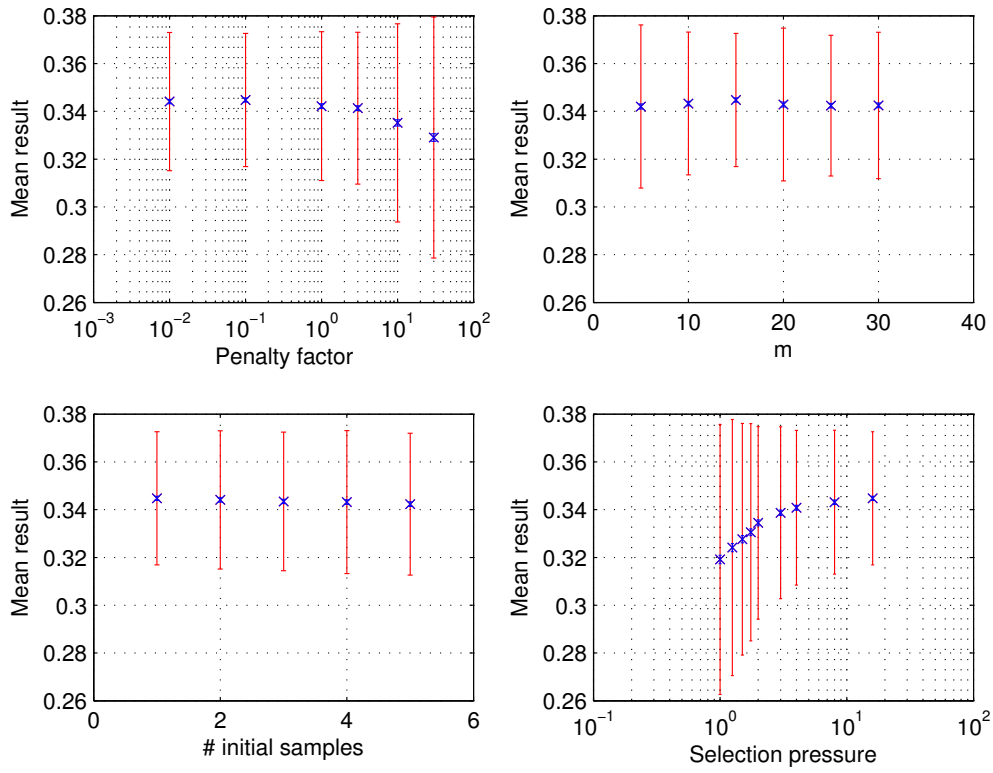 0.38
0.36
0.34
0.32
0.3
0.28
0.26
Mean result
10^-3 10^-2 10^-1 10^0 10^1 10^2
Penalty factor
0.38
0.36
0.34
0.32
0.3
0.28
0.26
Mean result
0 10 20 30 40
m
0.38
0.36
0.34
0.32
0.3
0.28
0.26
Mean result
0 2 4 6
# initial samples
0.38
0.36
0.34
0.32
0.3
0.28
0.26
Mean result
10^-1 10^0 10^1 10^2
Selection pressure